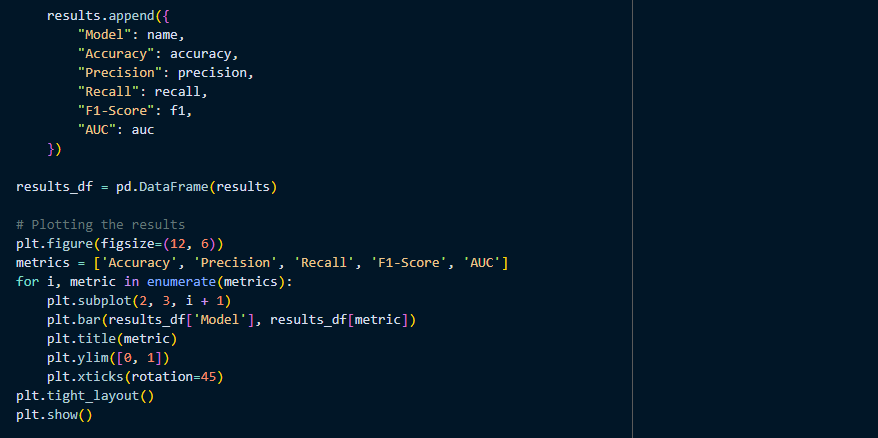 results.append({
        "Model": name,
        "Accuracy": accuracy,
        "Precision": precision,
        "Recall": recall,
        "F1-Score": f1,
        "AUC": auc
    })

results_df = pd.DataFrame(results)

# Plotting the results
plt.figure(figsize=(12, 6))
metrics = ['Accuracy', 'Precision', 'Recall', 'F1-Score', 'AUC']
for i, metric in enumerate(metrics):
    plt.subplot(2, 3, i + 1)
    plt.bar(results_df['Model'], results_df[metric])
    plt.title(metric)
    plt.ylim([0, 1])
    plt.xticks(rotation=45)
plt.tight_layout()
plt.show()